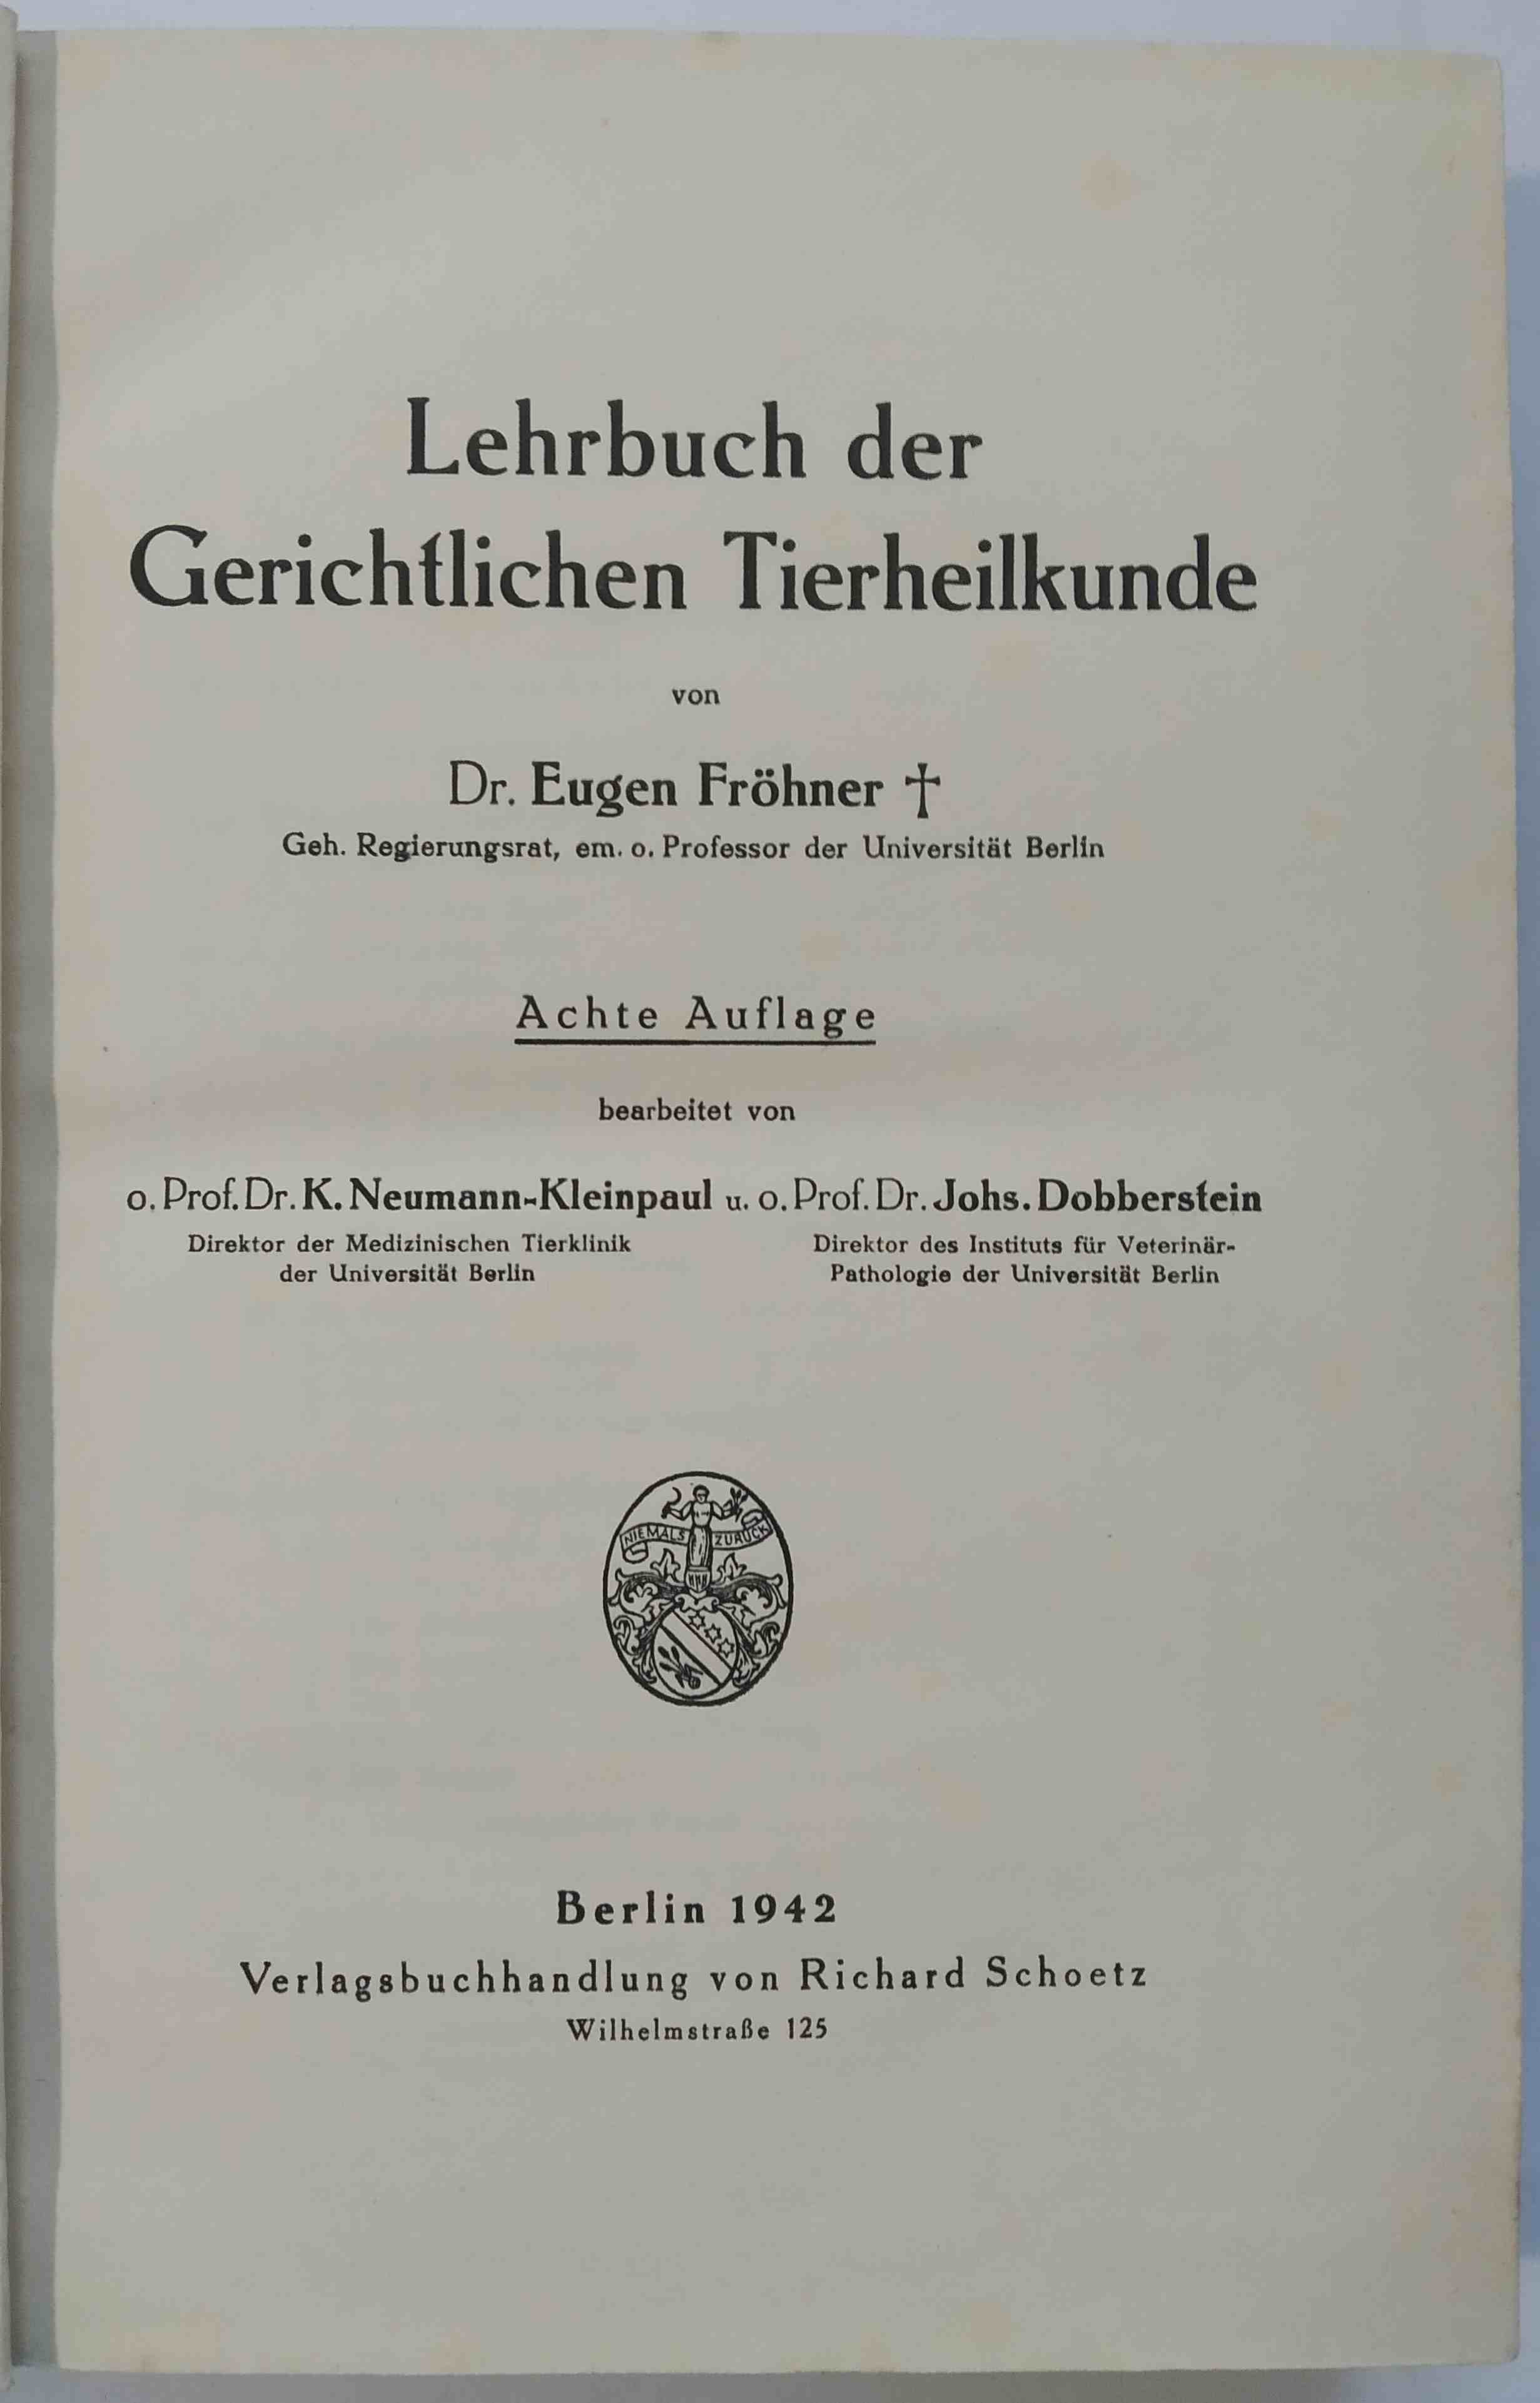 Lehrbuch der
Gerichtlichen Tierheilkunde
von
Dr. Eugen Fröhner †
Geh. Regierungsrat, em. o. Professor der Universität Berlin
Achte Auflage
bearbeitet von
o. Prof. Dr. K. Neumann-Kleinpaul u. o. Prof. Dr. Johs. Dobberstein
Direktor der Medizinischen Tierklinik
der Universität Berlin
Direktor des Instituts für Veterinär-
Pathologie der Universität Berlin
NIEMALS ZURÜCK
Berlin 1942
Verlagsbuchhandlung von Richard Schoetz
Wilhelmstraße 125